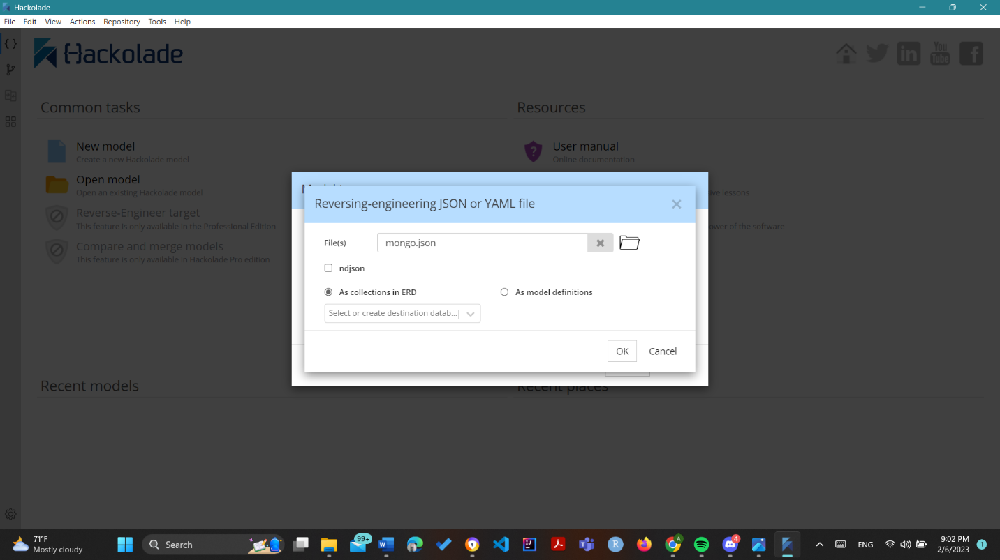 Hackolade
File Edit View Actions Repository Tools Help
{-}ackolade
You
Tube
Common tasks
Resources
New model
Create a new Hackolade model
User manual
Online documentation
Open model
Open an existing Hackolade model
ive lessons
Reverse-Engineer target
This feature is only available in the Professional Edition
ower of the software
Compare and merge models
This feature is only available in Hackolade Pro edition
Reversing-engineering JSON or YAML file
File(s) mongo.json
ndjson
As collections in ERD As model definitions
Select or create destination datab...
OK Cancel
Recent models
Recent places
71°F
Mostly cloudy
Search
99+
4
ENG
9:02 PM
2/6/2023
1